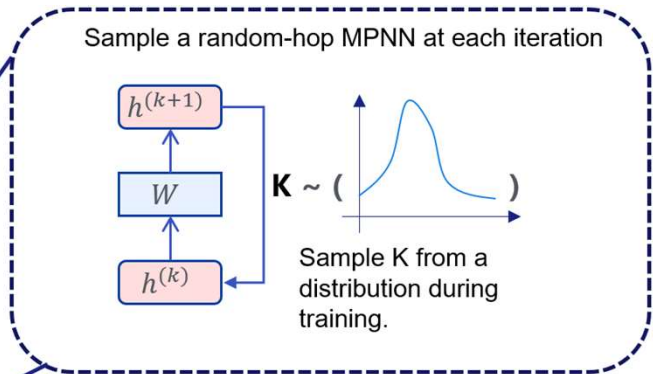 Sample a random-hop MPNN at each iteration
h^{(k+1)}
W
K ~ ( )
h^{(k)}
Sample K from a
distribution during
training.